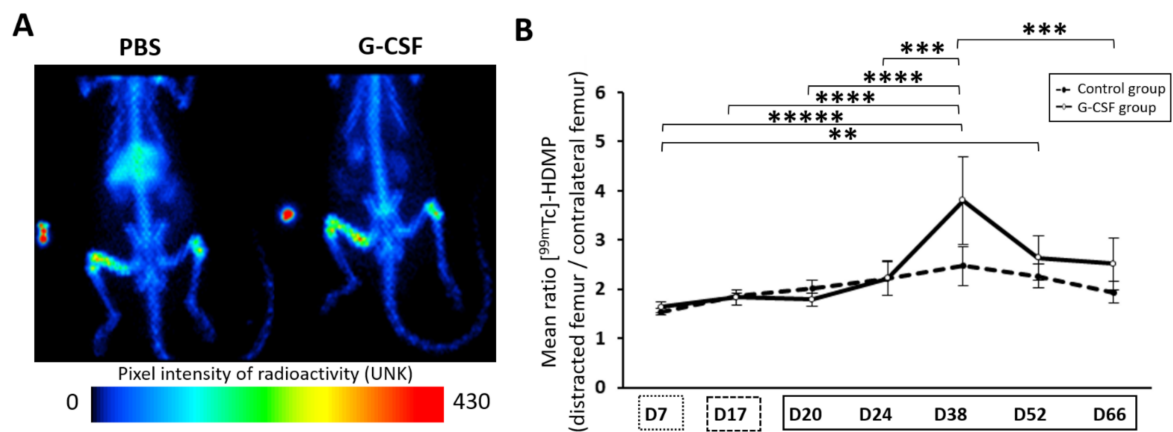 A
PBS
G-CSF
Pixel intensity of radioactivity (UNK)
0
430
B
***
***
****
****
*****
**
Control group
G-CSF group
Mean ratio [99mTc]-HDMP
(distracted femur / contralateral femur)
6
5
4
3
2
1
0
D7
D17
D20
D24
D38
D52
D66